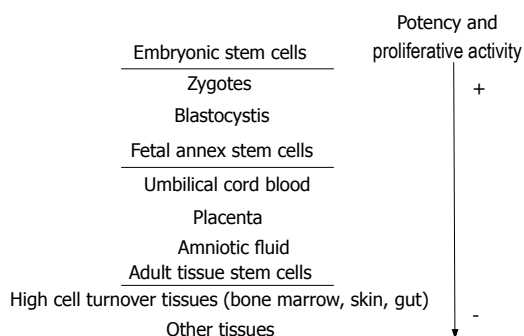 Potency and
proliferative activity
Embryonic stem cells
Zygotes
+
Blastocystis
Fetal annex stem cells
Umbilical cord blood
Placenta
Amniotic fluid
Adult tissue stem cells
High cell turnover tissues (bone marrow, skin, gut)
-
Other tissues